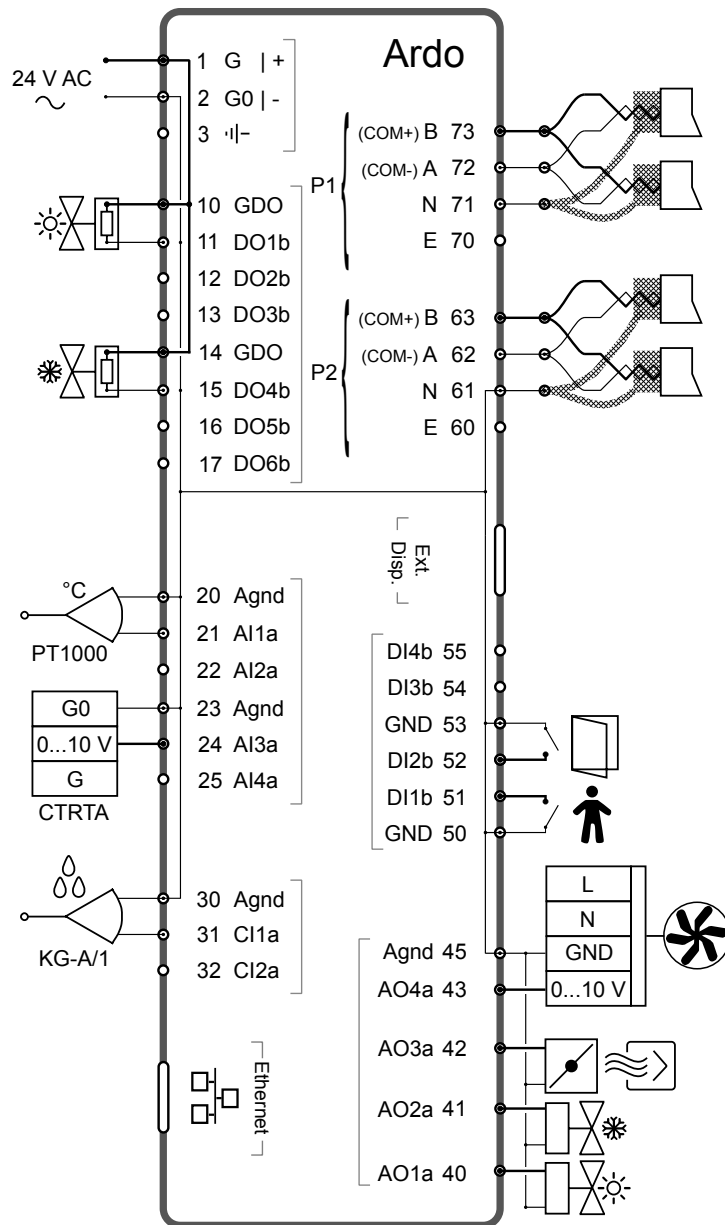 Ardo
24 V AC
1 G | +
2 G0 | -
3
10 GDO
11 DO1b
12 DO2b
13 DO3b
14 GDO
15 DO4b
16 DO5b
17 DO6b
P1
(COM+) B 73
(COM-) A 72
N 71
E 70
P2
(COM+) B 63
(COM-) A 62
N 61
E 60
Ext.
Disp.
°C
PT1000
20 Agnd
21 AI1a
22 AI2a
23 Agnd
24 AI3a
25 AI4a
G0
0...10 V
G
CTRTA
DI4b 55
DI3b 54
GND 53
DI2b 52
DI1b 51
GND 50
KG-A/1
30 Agnd
31 CI1a
32 CI2a
Ethernet
Agnd 45
AO4a 43
AO3a 42
AO2a 41
AO1a 40
L
N
GND
0...10 V